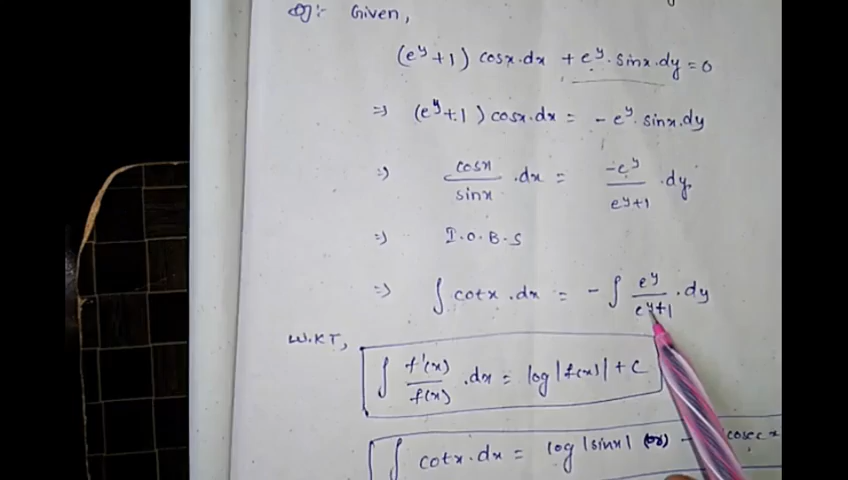 Given,
(e^y + 1) cosx.dx + e^y. sinx.dy = 0
⇒ (e^y + 1) cosx.dx = - e^y. sinx.dy
⇒ cosx/sinx .dx = -e^y/e^y+1 .dy
⇒ I.O.B.S
⇒ ∫ cotx.dx = - ∫ e^y/e^y+1 .dy
W.K.T,
∫ f'(x)/f(x) .dx = log|f(x)| + c
∫ cotx.dx = log|sinx| (or) - cosecx